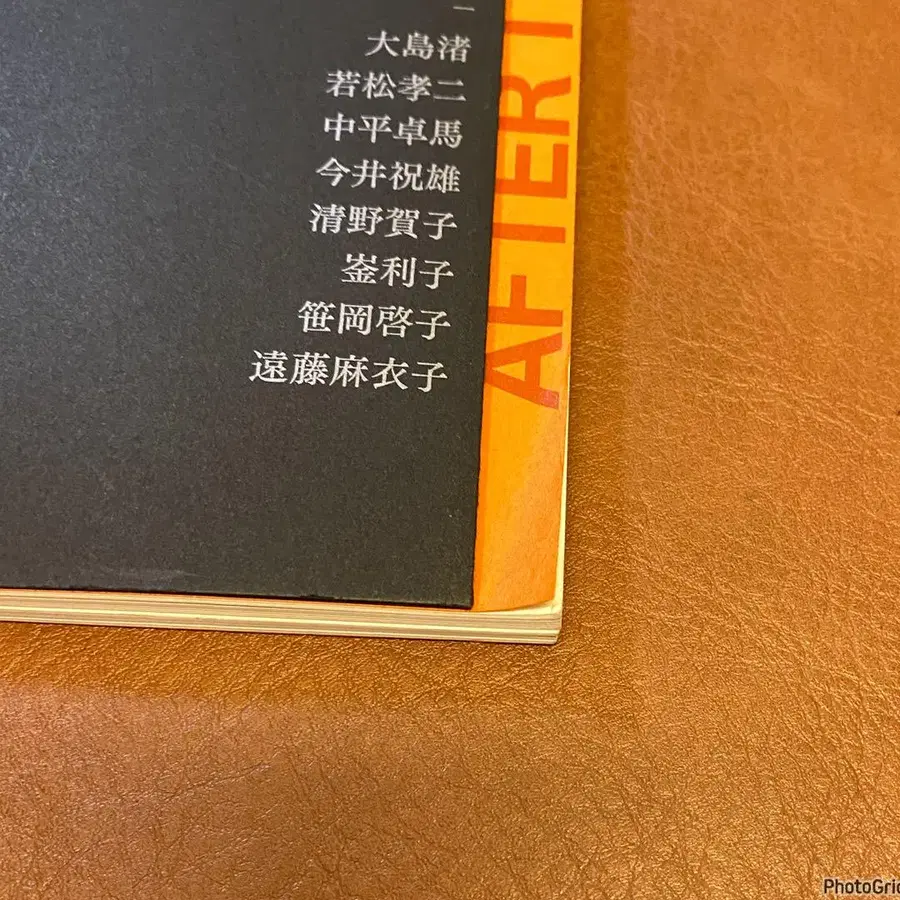 大島渚
若松孝二
中平卓馬
今井祝雄
清野賀子
崟利子
笹岡啓子
遠藤麻衣子
AFTER
PhotoGri